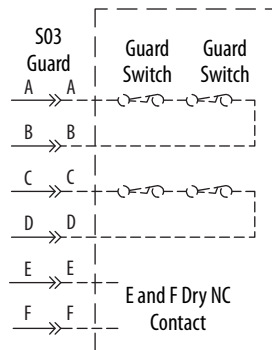 S03
Guard
Guard
Switch
Guard
Switch
A A
B B
C C
D D
E E
F F
E and F Dry NC
Contact